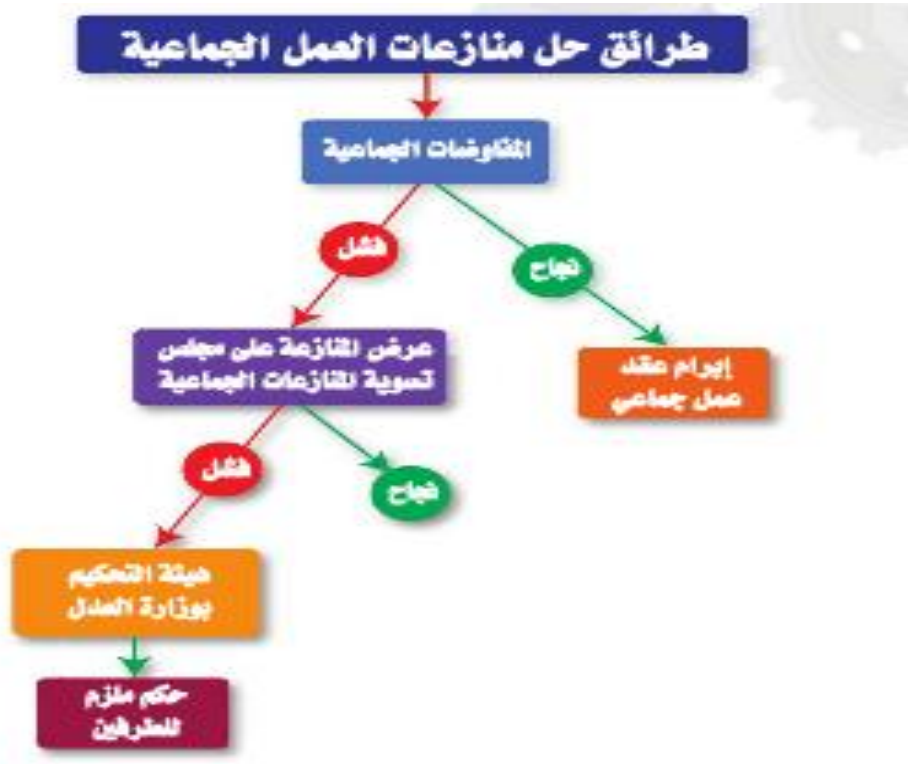 طرائق حل منازعات العمل الجماعية
المفاوضات الجماعية
فشل
نجاح
عرض المنازعة على مجلس
تسوية المنازعات الجماعية
إبرام عقد
عمل جماعي
فشل
نجاح
هيئة التحكيم
بوزارة العدل
حكم ملزم
للطرفين